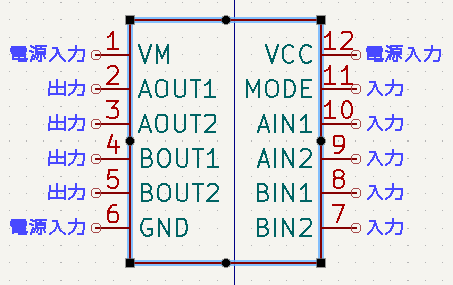 電源入力 1 VM VCC 12 電源入力
出力 2 AOUT1 MODE 11 入力
出力 3 AOUT2 AIN1 10 入力
出力 4 BOUT1 AIN2 9 入力
出力 5 BOUT2 BIN1 8 入力
電源入力 6 GND BIN2 7 入力